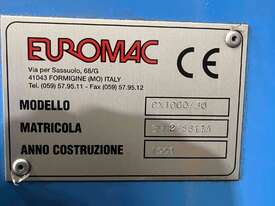 EUROMAC
CE
Via per Sassuolo, 68/G
41043 FORMIGINE (MO) ITALY
Tel. (059) 57.95.11 - Fax (059) 57.95.12
MODELLO
MATRICOLA
ANNO COSTRUZIONE